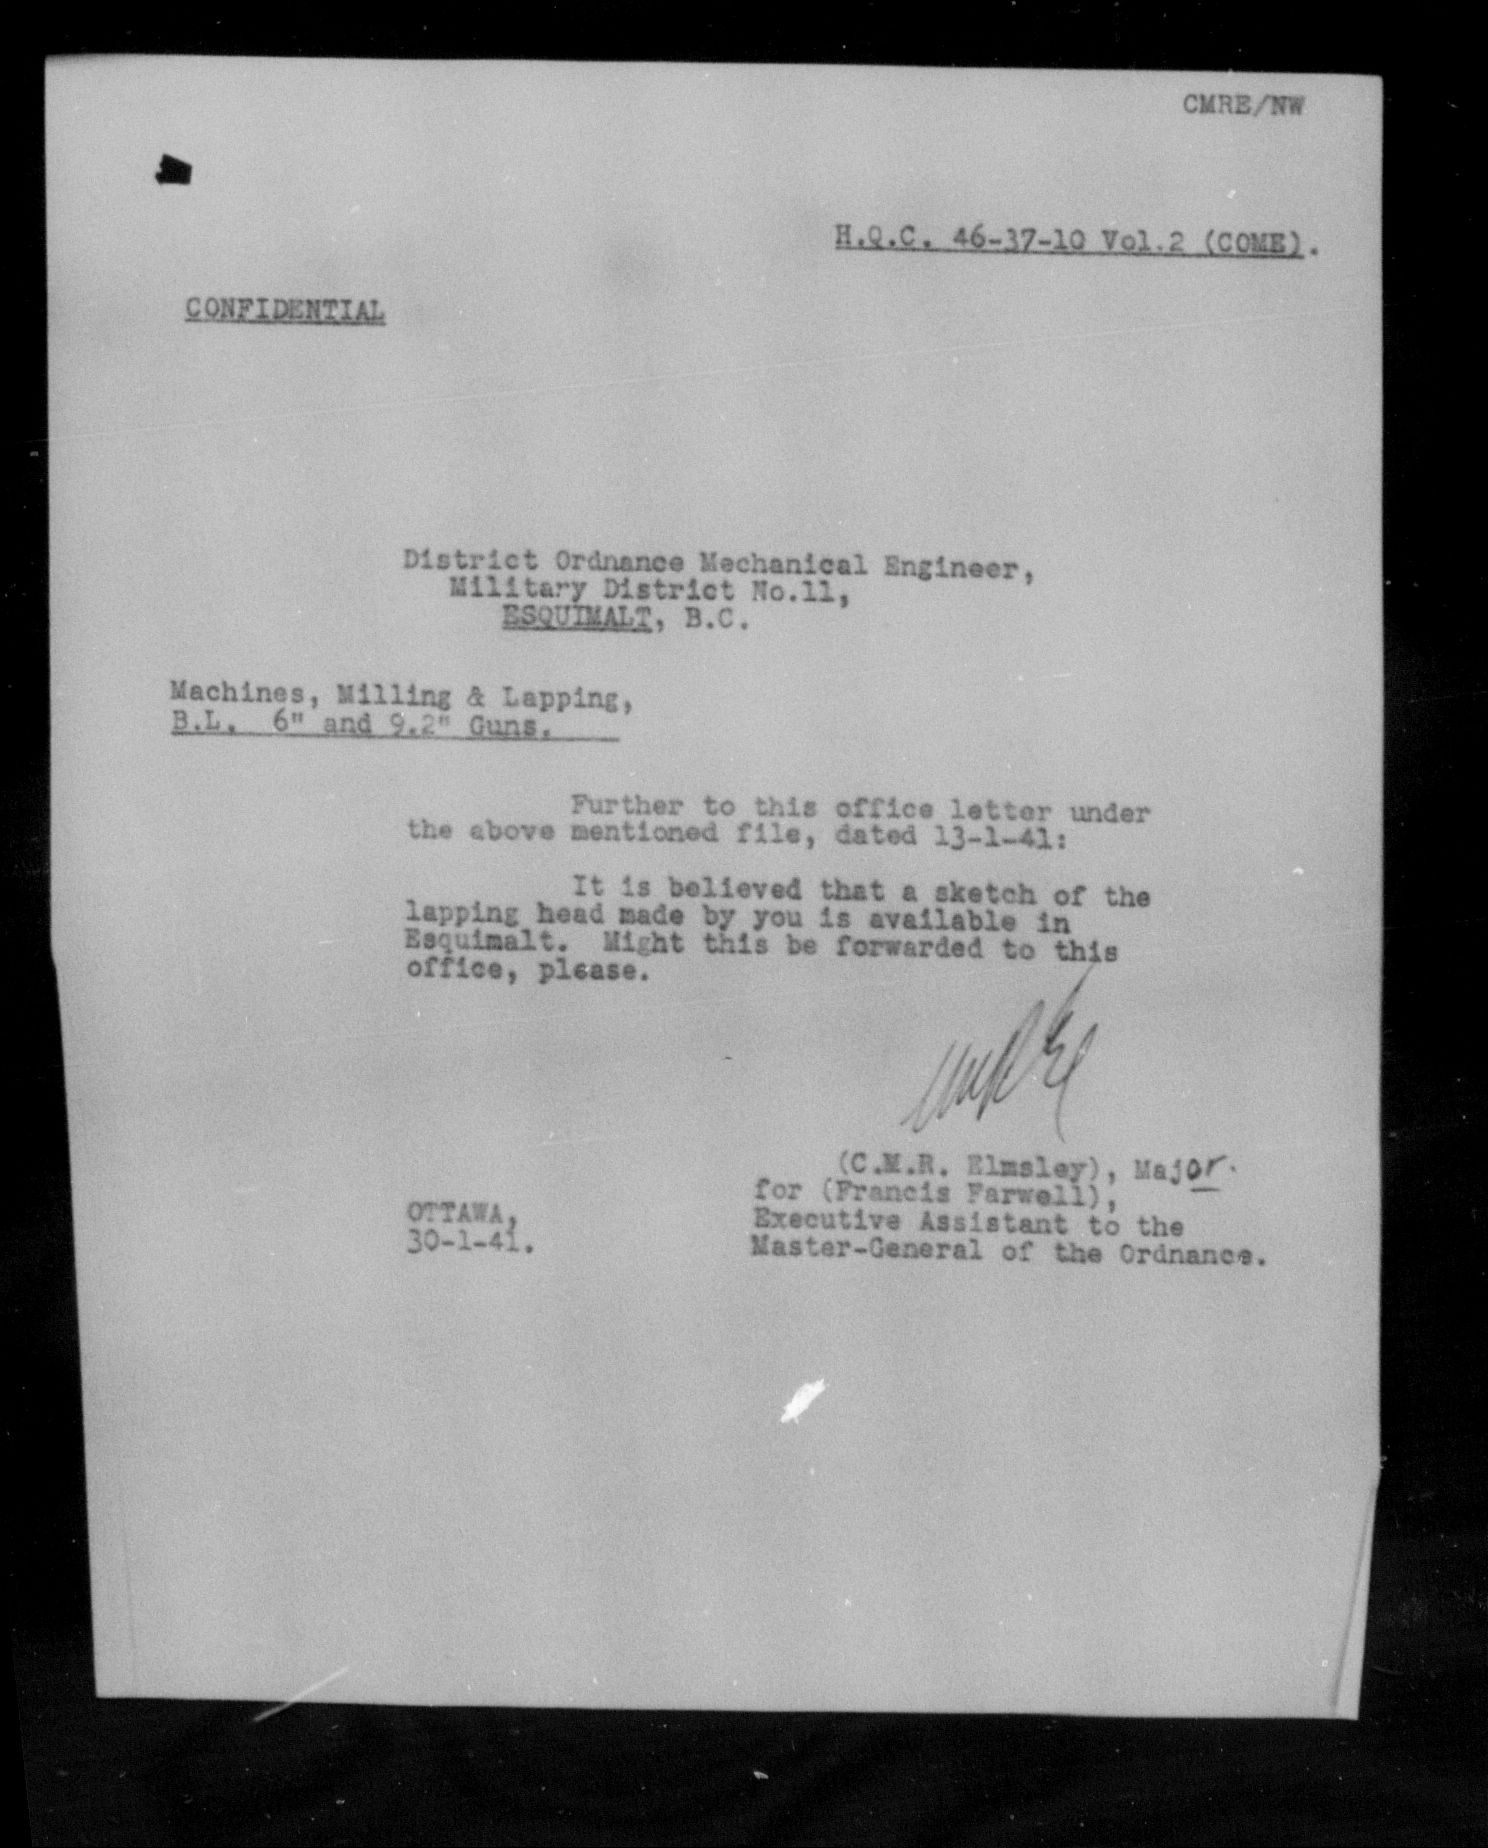 CMRE/NW
H.Q.C. 46-37-10 Vol.2 (COME).
CONFIDENTIAL
District Ordnance Mechanical Engineer,
Military District No.11,
ESQUIMALT, B.C.
Machines, Milling & Lapping,
B.L. 6" and 9.2" Guns.
Further to this office letter under
the above mentioned file, dated 13-1-41:
It is believed that a sketch of the
lapping head made by you is available in
Esquimalt. Might this be forwarded to this
office, please.
(C.M.R. Elmsley), Major.
for (Francis Farwell),
Executive Assistant to the
Master-General of the Ordnance.
OTTAWA,
30-1-41.